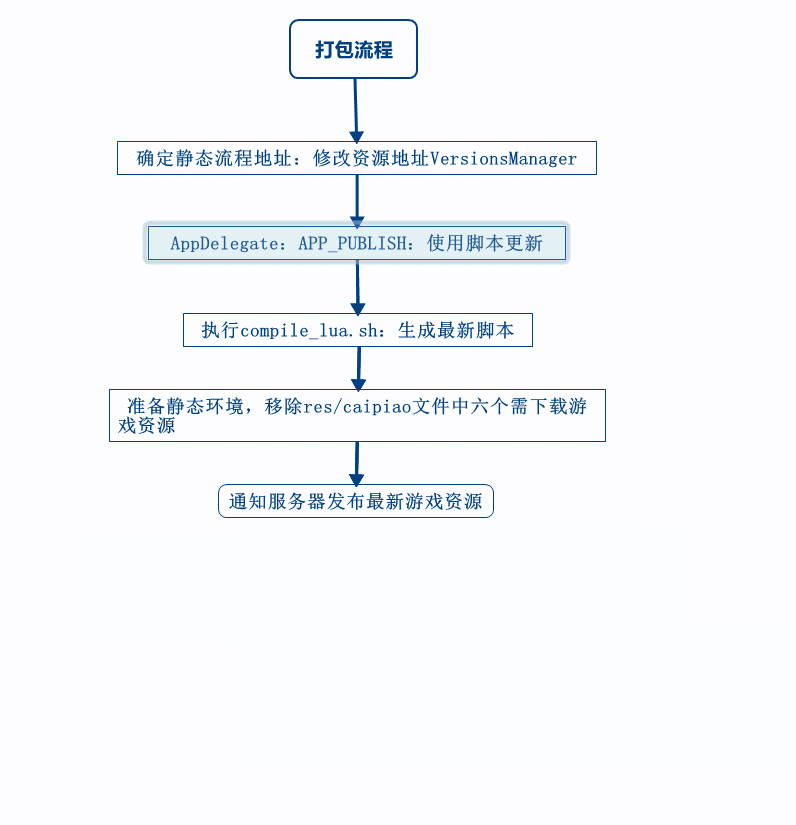 打包流程
确定静态流程地址：修改资源地址VersionsManager
AppDelegate：APP_PUBLISH：使用脚本更新
执行compile_lua.sh：生成最新脚本
准备静态环境，移除res/caipiao文件中六个需下载游
戏资源
通知服务器发布最新游戏资源